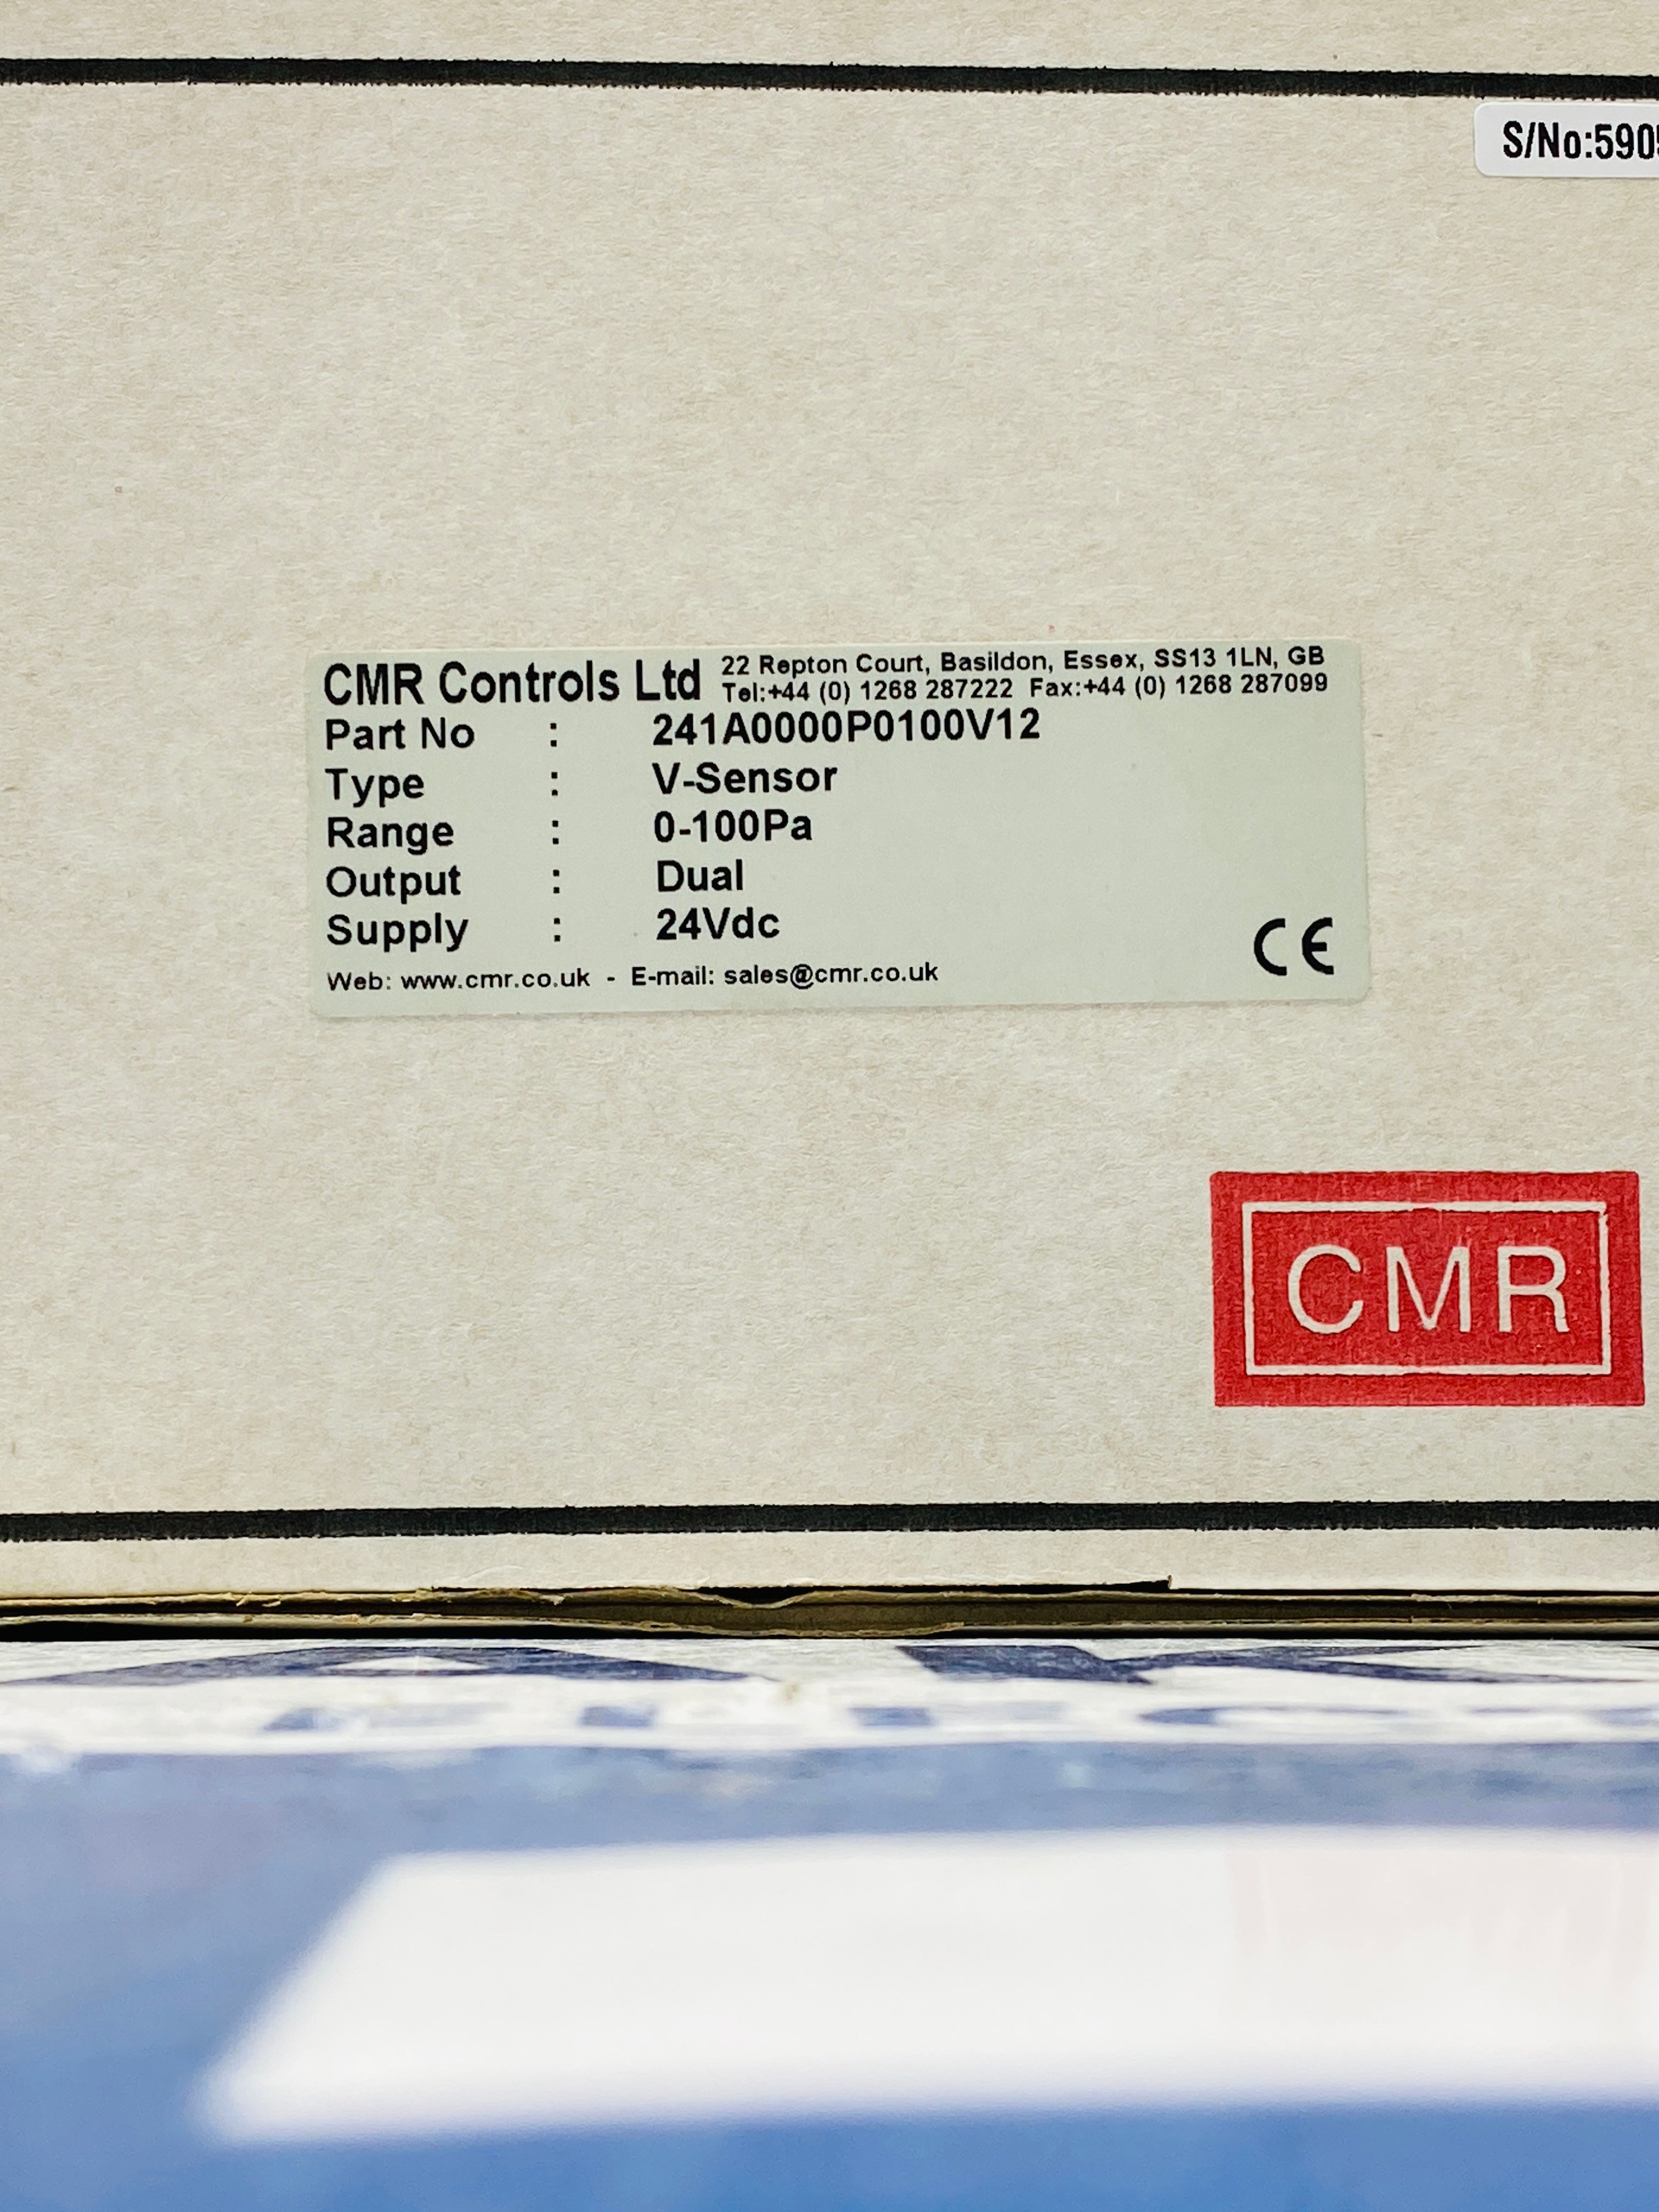 S/No:590
CMR Controls Ltd
22 Repton Court, Basildon, Essex, SS13 1LN, GB
Tel:+44 (0) 1268 287222 Fax:+44 (0) 1268 287099
Part No : 241A0000P0100V12
Type : V-Sensor
Range : 0-100Pa
Output : Dual
Supply : 24Vdc
Web: www.cmr.co.uk - E-mail: sales@cmr.co.uk
CE
CMR